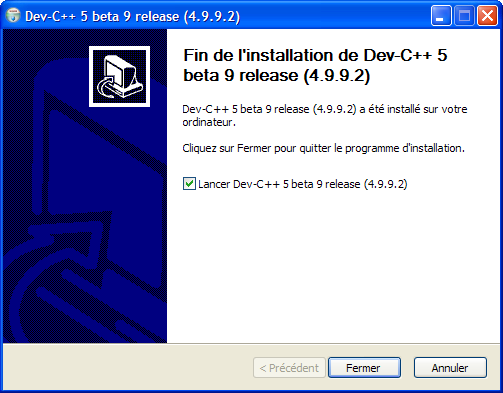 Dev-C++ 5 beta 9 release (4.9.9.2)
Fin de l'installation de Dev-C++ 5
beta 9 release (4.9.9.2)
Dev-C++ 5 beta 9 release (4.9.9.2) a été installé sur votre
ordinateur.
Cliquez sur Fermer pour quitter le programme d'installation.
Lancer Dev-C++ 5 beta 9 release (4.9.9.2)
< Précédent
Fermer
Annuler